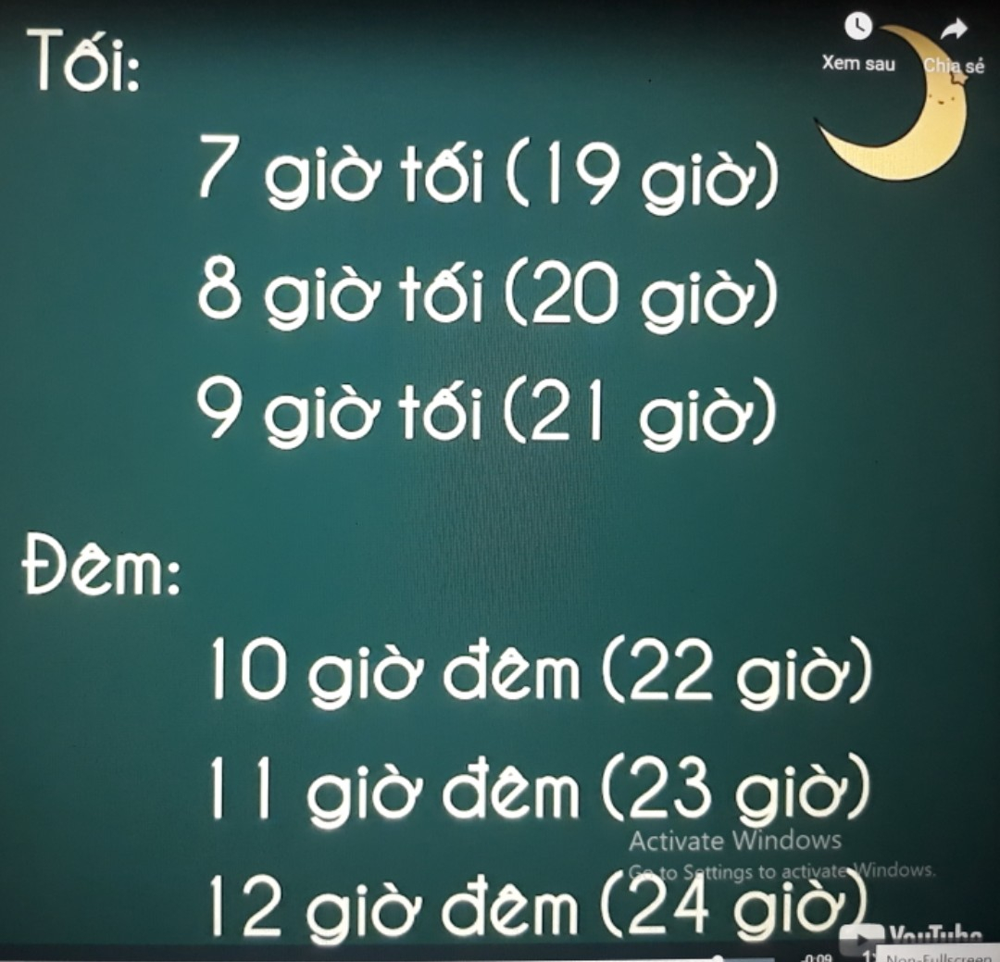 Tối:
Xem sau
Chia sẻ
7 giờ tối (19 giờ)
8 giờ tối (20 giờ)
9 giờ tối (21 giờ)
Đêm:
10 giờ đêm (22 giờ)
11 giờ đêm (23 giờ)
Activate Windows
Go to Settings to activate Windows.
12 giờ đêm (24 giờ)
YouTube
-0:09
Non-Fullscreen